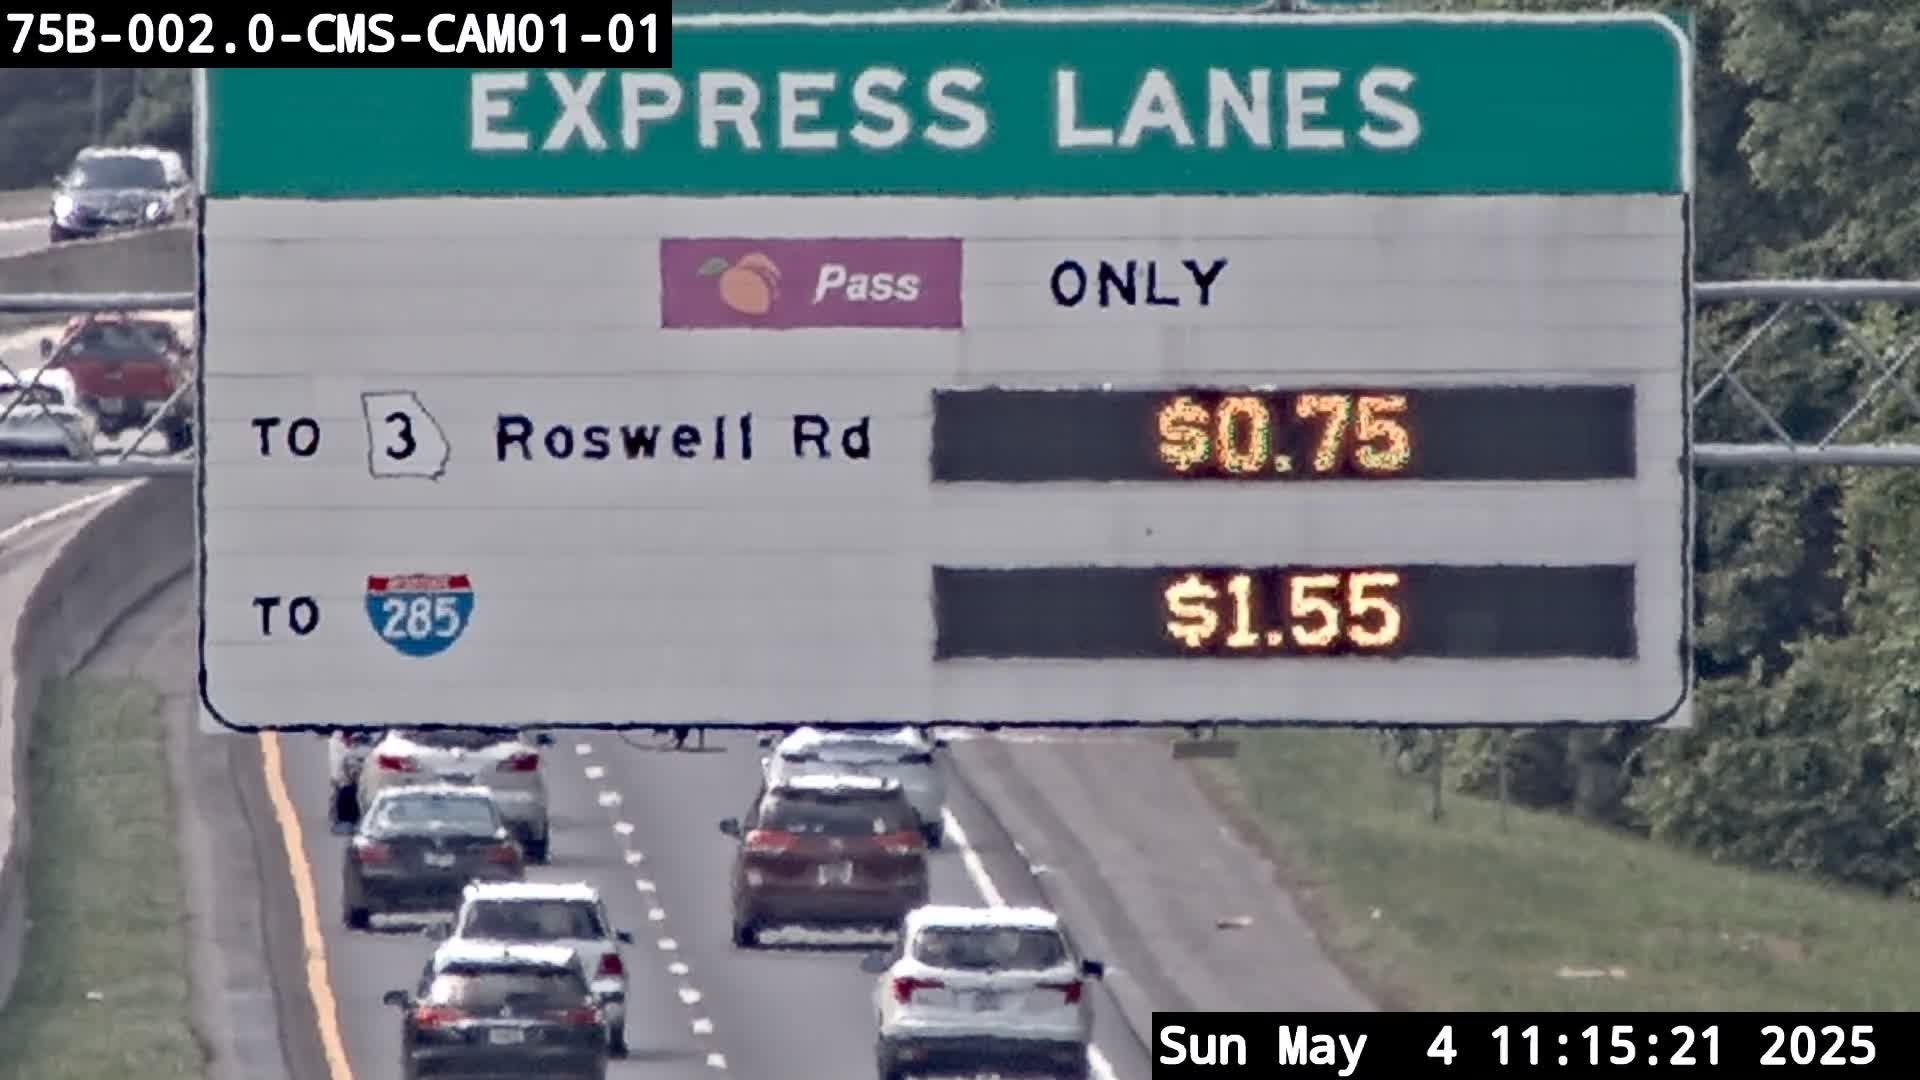 75B-002.0-CMS-CAM01-01
EXPRESS LANES
Pass ONLY
TO 3 Roswell Rd $0.75
TO 285 $1.55
Sun May 4 11:15:21 2025